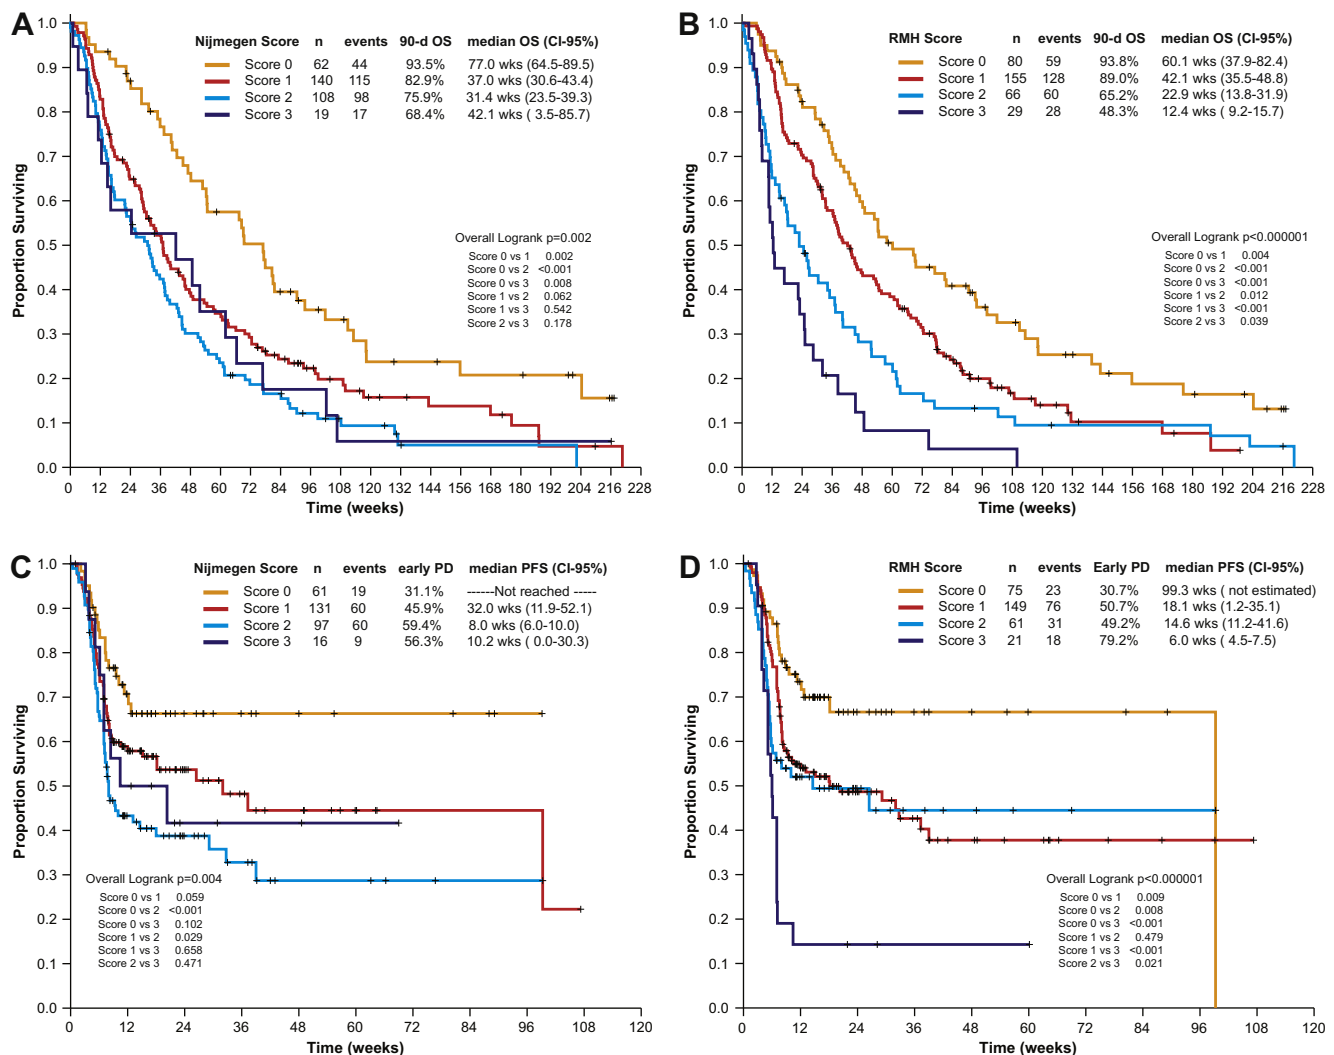 A
Nijmegen Score n events 90-d OS median OS (CI-95%)
Score 0 62 44 93.5% 77.0 wks (64.5-89.5)
Score 1 140 115 82.9% 37.0 wks (30.6-43.4)
Score 2 108 98 75.9% 31.4 wks (23.5-39.3)
Score 3 19 17 68.4% 42.1 wks ( 3.5-85.7)
Overall Logrank p=0.002
Score 0 vs 1 0.002
Score 0 vs 2 <0.001
Score 0 vs 3 0.008
Score 1 vs 2 0.062
Score 1 vs 3 0.542
Score 2 vs 3 0.178
Proportion Surviving
1.0
0.9
0.8
0.7
0.6
0.5
0.4
0.3
0.2
0.1
0.0
0 12 24 36 48 60 72 84 96 108 120 132 144 156 168 180 192 204 216 228
Time (weeks)
B
RMH Score n events 90-d OS median OS (CI-95%)
Score 0 80 59 93.8% 60.1 wks (37.9-82.4)
Score 1 155 128 89.0% 42.1 wks (35.5-48.8)
Score 2 66 60 65.2% 22.9 wks (13.8-31.9)
Score 3 29 28 48.3% 12.4 wks ( 9.2-15.7)
Overall Logrank p<0.000001
Score 0 vs 1 0.004
Score 0 vs 2 <0.001
Score 0 vs 3 <0.001
Score 1 vs 2 0.012
Score 1 vs 3 <0.001
Score 2 vs 3 0.039
Proportion Surviving
1.0
0.9
0.8
0.7
0.6
0.5
0.4
0.3
0.2
0.1
0.0
0 12 24 36 48 60 72 84 96 108 120 132 144 156 168 180 192 204 216 228
Time (weeks)
C
Nijmegen Score n events early PD median PFS (CI-95%)
Score 0 61 19 31.1% ------Not reached -----
Score 1 131 60 45.9% 32.0 wks (11.9-52.1)
Score 2 97 60 59.4% 8.0 wks (6.0-10.0)
Score 3 16 9 56.3% 10.2 wks ( 0.0-30.3)
Overall Logrank p=0.004
Score 0 vs 1 0.059
Score 0 vs 2 <0.001
Score 0 vs 3 0.102
Score 1 vs 2 0.029
Score 1 vs 3 0.658
Score 2 vs 3 0.471
Proportion Surviving
1.0
0.9
0.8
0.7
0.6
0.5
0.4
0.3
0.2
0.1
0.0
0 12 24 36 48 60 72 84 96 108 120
Time (weeks)
D
RMH Score n events Early PD median PFS (CI-95%)
Score 0 75 23 30.7% 99.3 wks ( not estimated)
Score 1 149 76 50.7% 18.1 wks (1.2-35.1)
Score 2 61 31 49.2% 14.6 wks (11.2-41.6)
Score 3 21 18 79.2% 6.0 wks ( 4.5-7.5)
Overall Logrank p<0.000001
Score 0 vs 1 0.009
Score 0 vs 2 0.008
Score 0 vs 3 <0.001
Score 1 vs 2 0.479
Score 1 vs 3 <0.001
Score 2 vs 3 0.021
Proportion Surviving
1.0
0.9
0.8
0.7
0.6
0.5
0.4
0.3
0.2
0.1
0.0
0 12 24 36 48 60 72 84 96 108 120
Time (weeks)